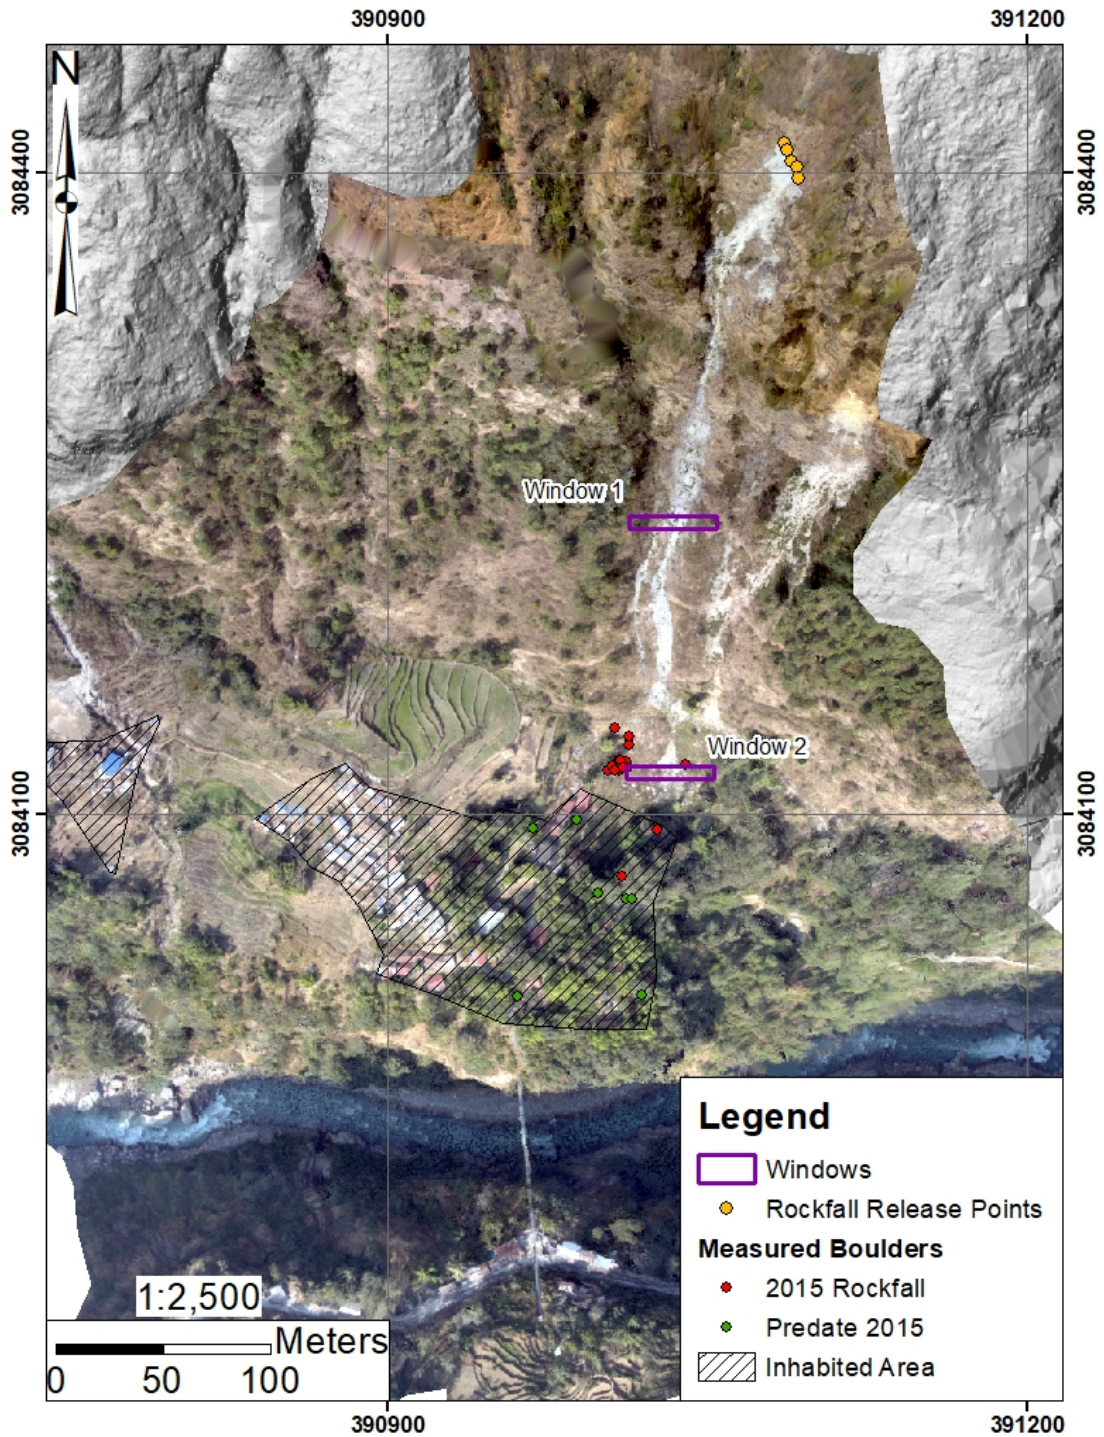 390900
391200
N
3084400
3084400
Window 1
Window 2
3084100
3084100
Legend
Windows
Rockfall Release Points
Measured Boulders
2015 Rockfall
Predate 2015
Inhabited Area
1:2,500
Meters
0 50 100
390900
391200